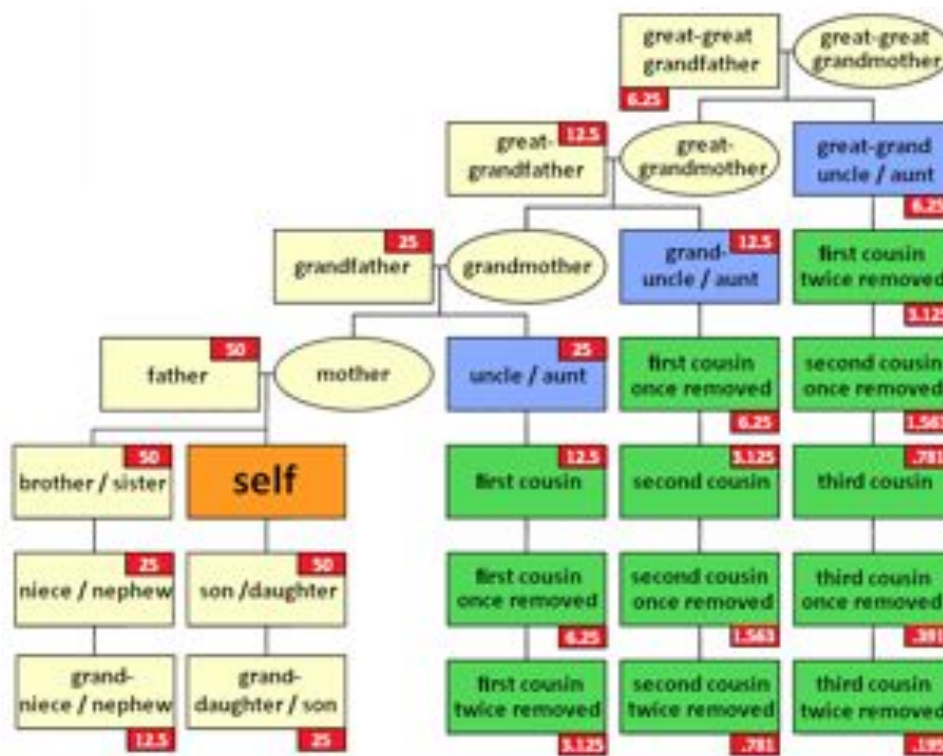 great-great
grandfather
6.25
great-great
grandmother
great-
grandfather
12.5
great-
grandmother
great-grand
uncle / aunt
6.25
grandfather
25
grandmother
grand-
uncle / aunt
12.5
first cousin
twice removed
3.125
father
50
mother
uncle / aunt
25
first cousin
once removed
6.25
second cousin
once removed
1.563
brother / sister
50
self
first cousin
12.5
second cousin
3.125
third cousin
.781
niece / nephew
25
son /daughter
50
first cousin
once removed
6.25
second cousin
once removed
1.563
third cousin
once removed
.391
grand-
niece / nephew
12.5
grand-
daughter / son
25
first cousin
twice removed
3.125
second cousin
twice removed
.781
third cousin
twice removed